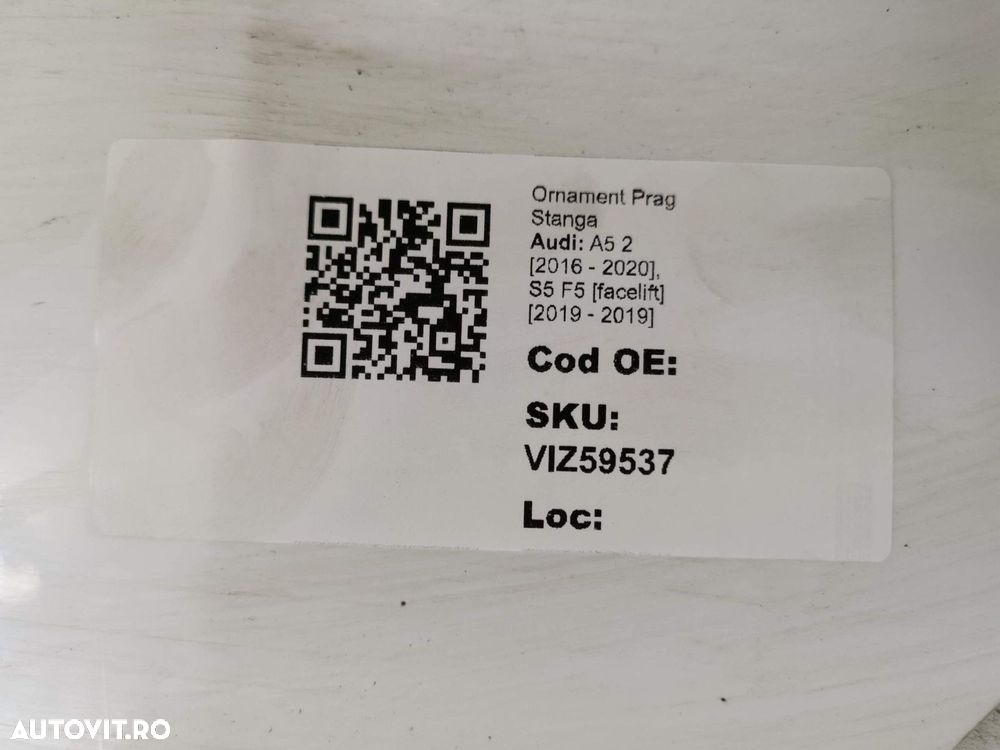 Ornament Prag
Stanga
Audi: A5 2
[2016 - 2020],
S5 F5 [facelift]
[2019 - 2019]
Cod OE:
SKU:
VIZ59537
Loc:
AUTOVIT.RO